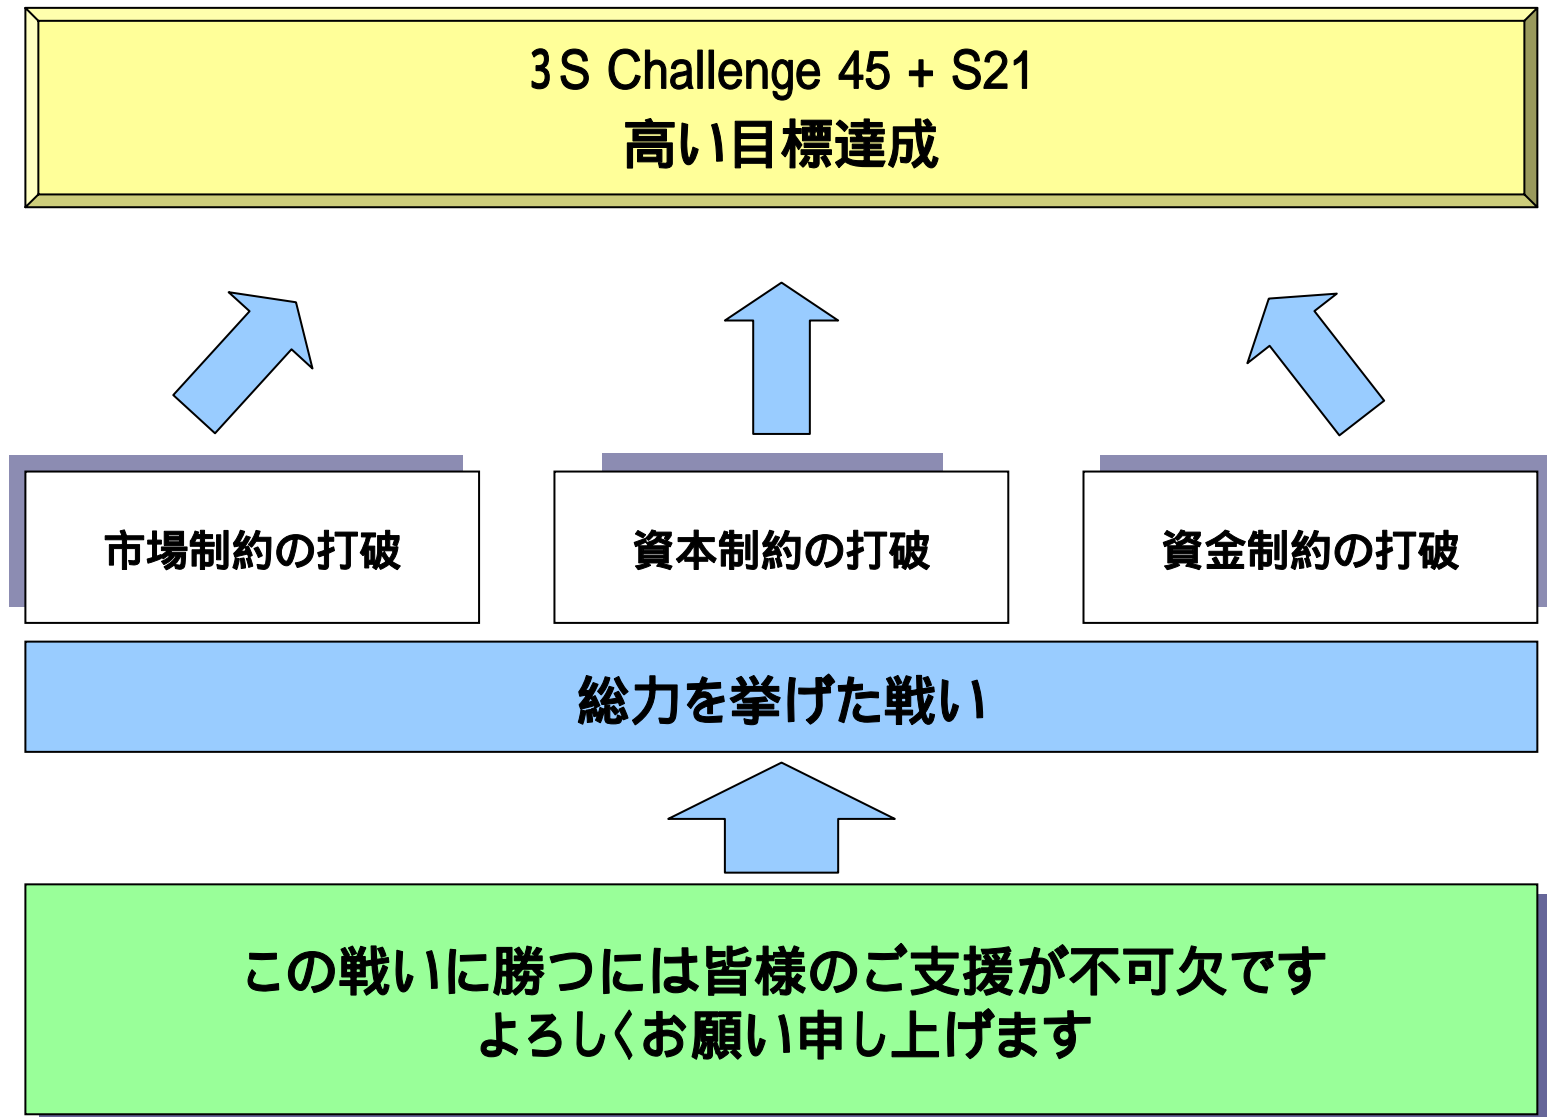 3S Challenge 45 + S21
高い目標達成
市場制約の打破
資本制約の打破
資金制約の打破
総力を挙げた戦い
この戦いに勝つには皆様のご支援が不可欠です
よろしくお願い申し上げます